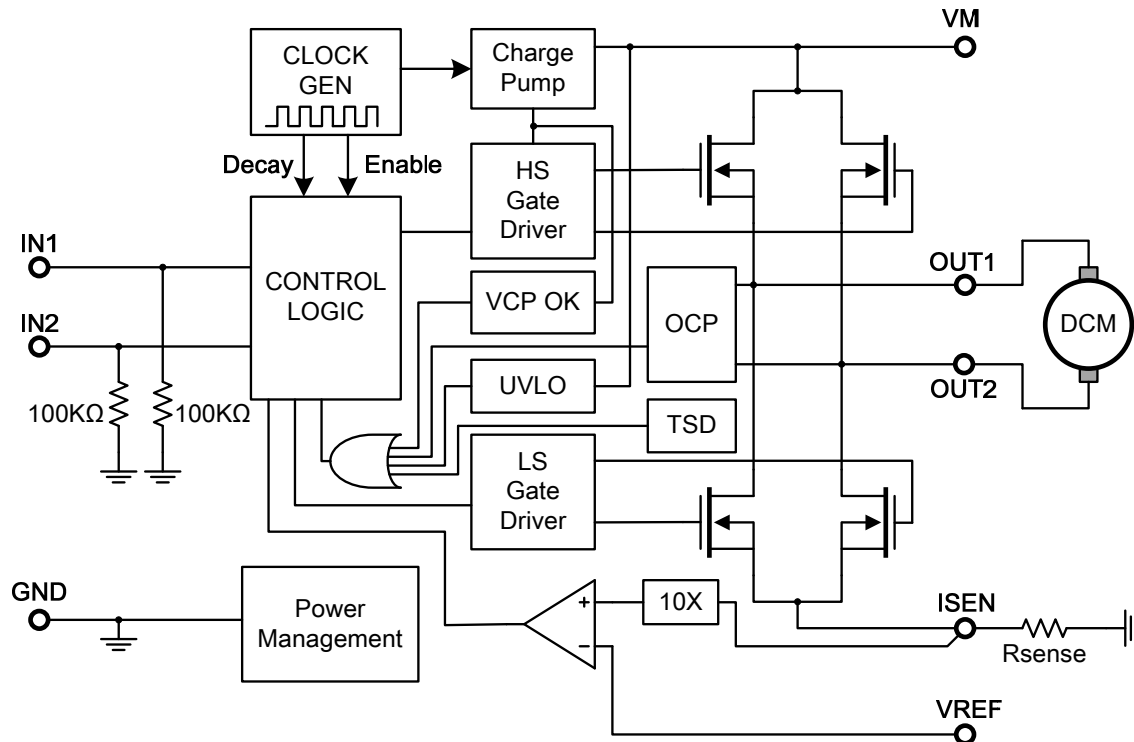 VM
CLOCK
GEN
Charge
Pump
Decay
Enable
HS
Gate
Driver
IN1
CONTROL
LOGIC
OUT1
VCP OK
OCP
DCM
IN2
UVLO
OUT2
100KΩ
100KΩ
TSD
LS
Gate
Driver
GND
Power
Management
+
10X
ISEN
−
Rsense
VREF